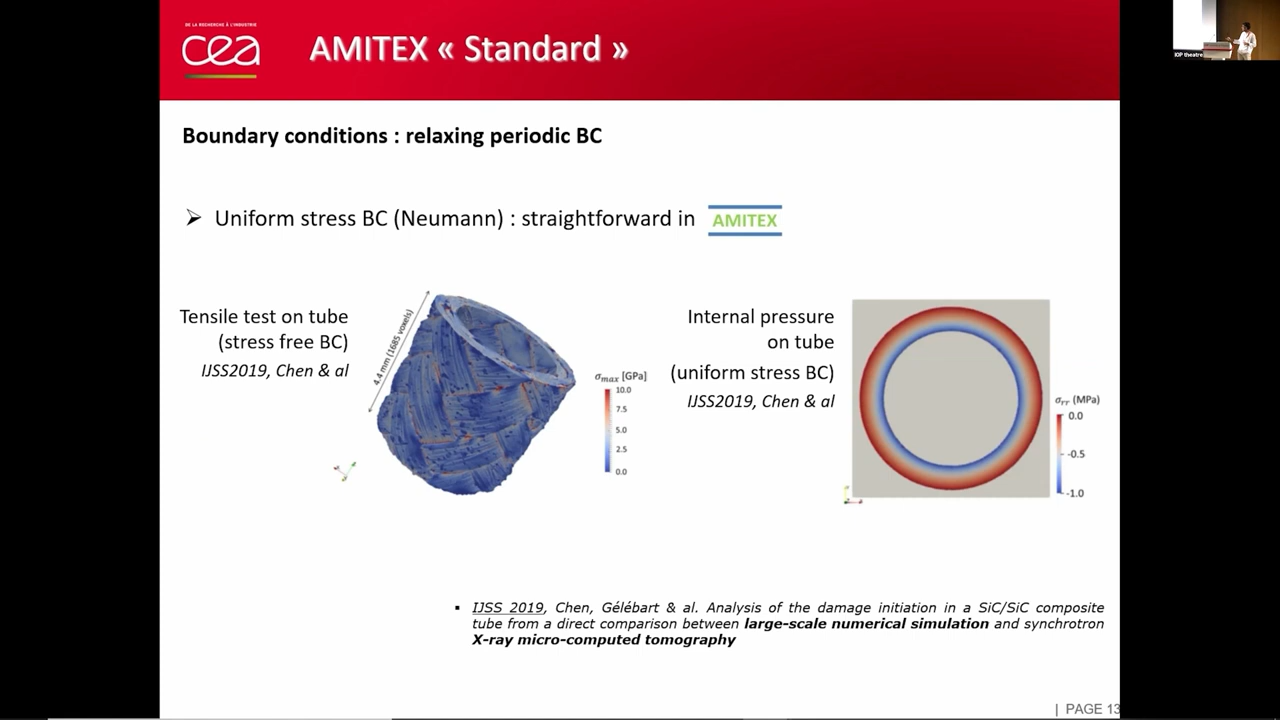 DE LA RECHERCHE À L'INDUSTRIE
cea
AMITEX « Standard »
IOP theatre
Boundary conditions : relaxing periodic BC
➢ Uniform stress BC (Neumann) : straightforward in AMITEX
Tensile test on tube
(stress free BC)
IJSS2019, Chen & al
4.4 mm (1685 voxels)
σmax [GPa]
10.0
7.5
5.0
2.5
0.0
Internal pressure
on tube
(uniform stress BC)
IJSS2019, Chen & al
σrr (MPa)
0.0
-0.5
-1.0
▪ IJSS 2019, Chen, Gélébart & al. Analysis of the damage initiation in a SiC/SiC composite
tube from a direct comparison between large-scale numerical simulation and synchrotron
X-ray micro-computed tomography
| PAGE 13